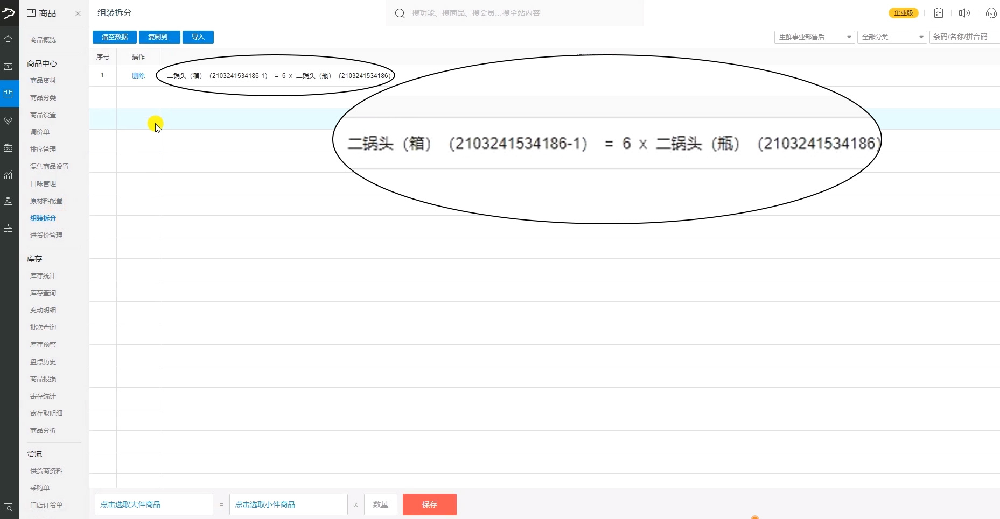 商品
组装拆分
搜功能、搜商品、搜会员...搜全站内容
企业版
清空数据
复制到..
导入
生鲜事业部售后
全部分类
条码/名称/拼音码
商品概览
商品中心
商品资料
商品分类
商品设置
调价单
排序管理
混售商品设置
口味管理
原材料配置
组装拆分
进货价管理
库存
库存统计
库存查询
变动明细
批次查询
库存预警
盘点历史
商品报损
寄存统计
寄存取明细
商品分析
货流
供货商资料
采购单
门店订货单
序号 操作
1. 删除 二锅头（箱）（2103241534186-1） = 6 x 二锅头（瓶）（2103241534186）
二锅头（箱）（2103241534186-1） = 6 x 二锅头（瓶）（2103241534186）
点击选取大件商品 = 点击选取小件商品 x 数量 保存